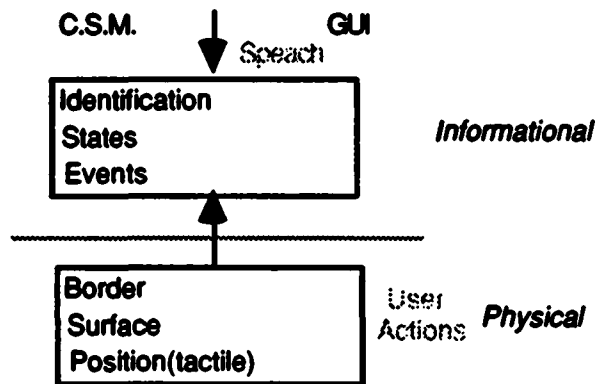 C.S.M. GUI
Speach
Identification
States
Events
Informational
Border
Surface
Position(tactile)
User
Actions
Physical